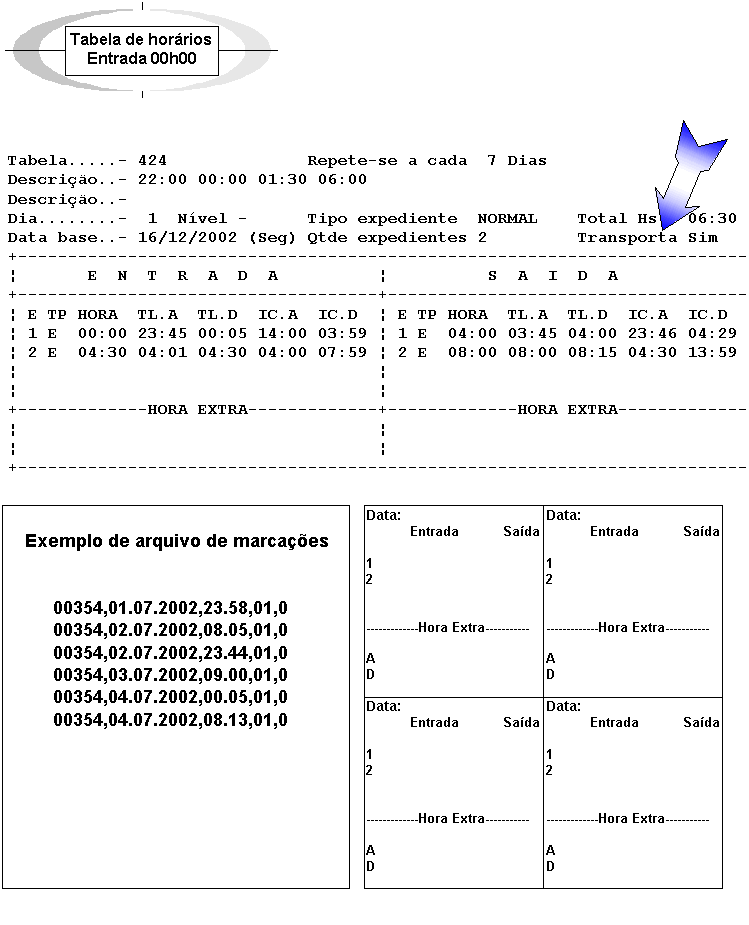 Tabela de horários
Entrada 00h00
Tabela.....- 424 Repete-se a cada 7 Dias
Descrição..- 22:00 00:00 01:30 06:00
Descrição..-
Dia........- 1 Nível - Tipo expediente NORMAL Total Hs 06:30
Data base..- 16/12/2002 (Seg) Qtde expedientes 2 Transporta Sim
E N T R A D A S A I D A
E TP HORA TL.A TL.D IC.A IC.D E TP HORA TL.A TL.D IC.A IC.D
1 E 00:00 23:45 00:05 14:00 03:59 1 E 04:00 03:45 04:00 23:46 04:29
2 E 04:30 04:01 04:30 04:00 07:59 2 E 08:00 08:00 08:15 04:30 13:59
HORA EXTRA HORA EXTRA
Exemplo de arquivo de marcações
00354,01.07.2002,23.58,01,0
00354,02.07.2002,08.05,01,0
00354,02.07.2002,23.44,01,0
00354,03.07.2002,09.00,01,0
00354,04.07.2002,00.05,01,0
00354,04.07.2002,08.13,01,0
Data:
Entrada Saída
1
2
-------------Hora Extra-----------
A
D
Data:
Entrada Saída
1
2
-------------Hora Extra-----------
A
D
Data:
Entrada Saída
1
2
-------------Hora Extra-----------
A
D
Data:
Entrada Saída
1
2
-------------Hora Extra-----------
A
D